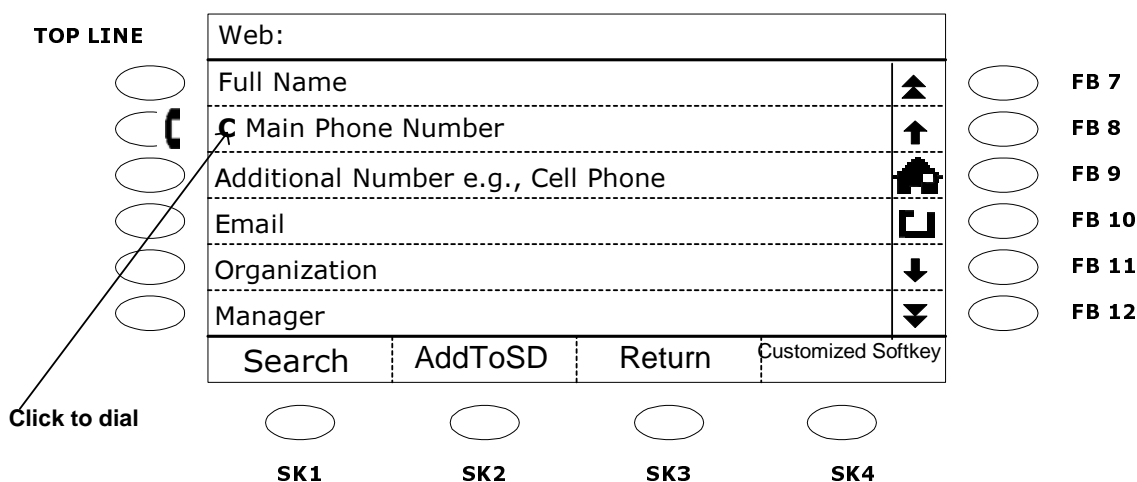 TOP LINE
Web:
Full Name
FB 7
C Main Phone Number
FB 8
Additional Number e.g., Cell Phone
FB 9
Email
FB 10
Organization
FB 11
Manager
FB 12
Search
AddToSD
Return
Customized Softkey
Click to dial
SK1
SK2
SK3
SK4